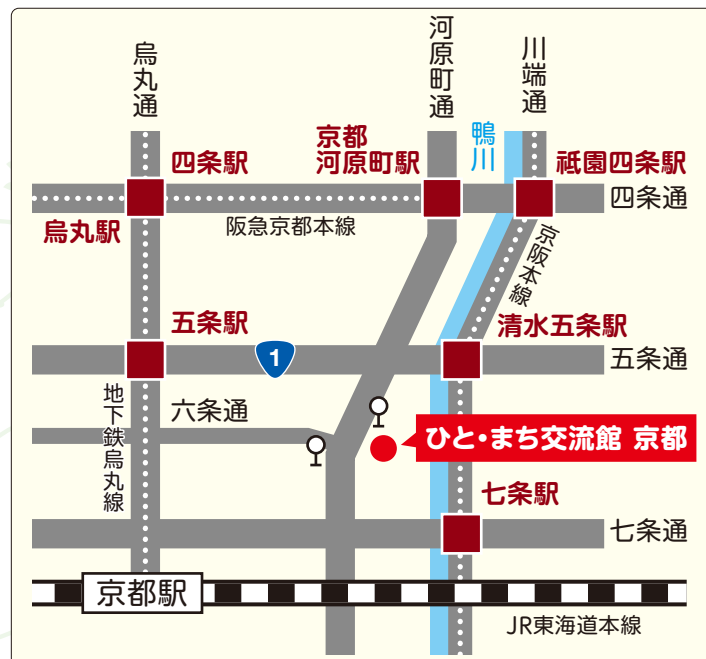 烏丸通
河原町通
川端通
鴨川
四条駅
京都
河原町駅
祇園四条駅
四条通
烏丸駅
阪急京都本線
京阪本線
五条駅
1
清水五条駅
五条通
地下鉄烏丸線
六条通
ひと・まち交流館 京都
七条駅
七条通
京都駅
JR東海道本線